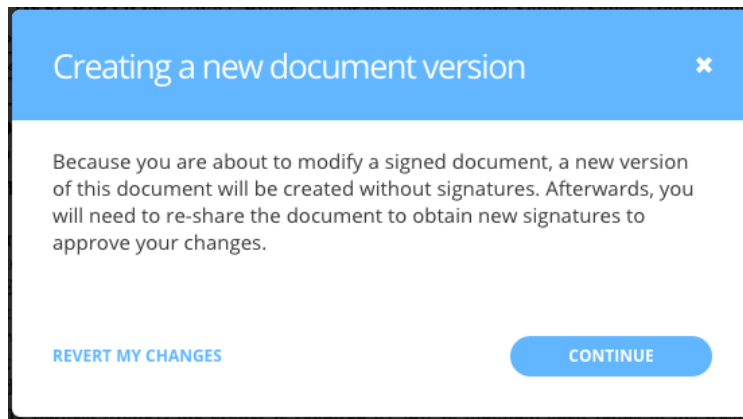 Creating a new document version
Because you are about to modify a signed document, a new version
of this document will be created without signatures. Afterwards, you
will need to re-share the document to obtain new signatures to
approve your changes.
REVERT MY CHANGES
CONTINUE